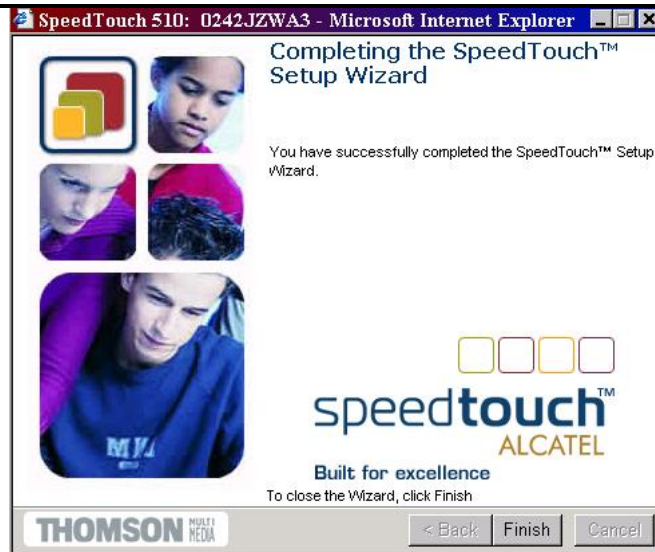 SpeedTouch 510: 0242JZWA3 - Microsoft Internet Explorer
Completing the SpeedTouch™
Setup Wizard
You have successfully completed the SpeedTouch™ Setup
Wizard.
speedtouch™
ALCATEL
Built for excellence
To close the Wizard, click Finish
THOMSON MULTI
MEDIA
< Back Finish Cancel